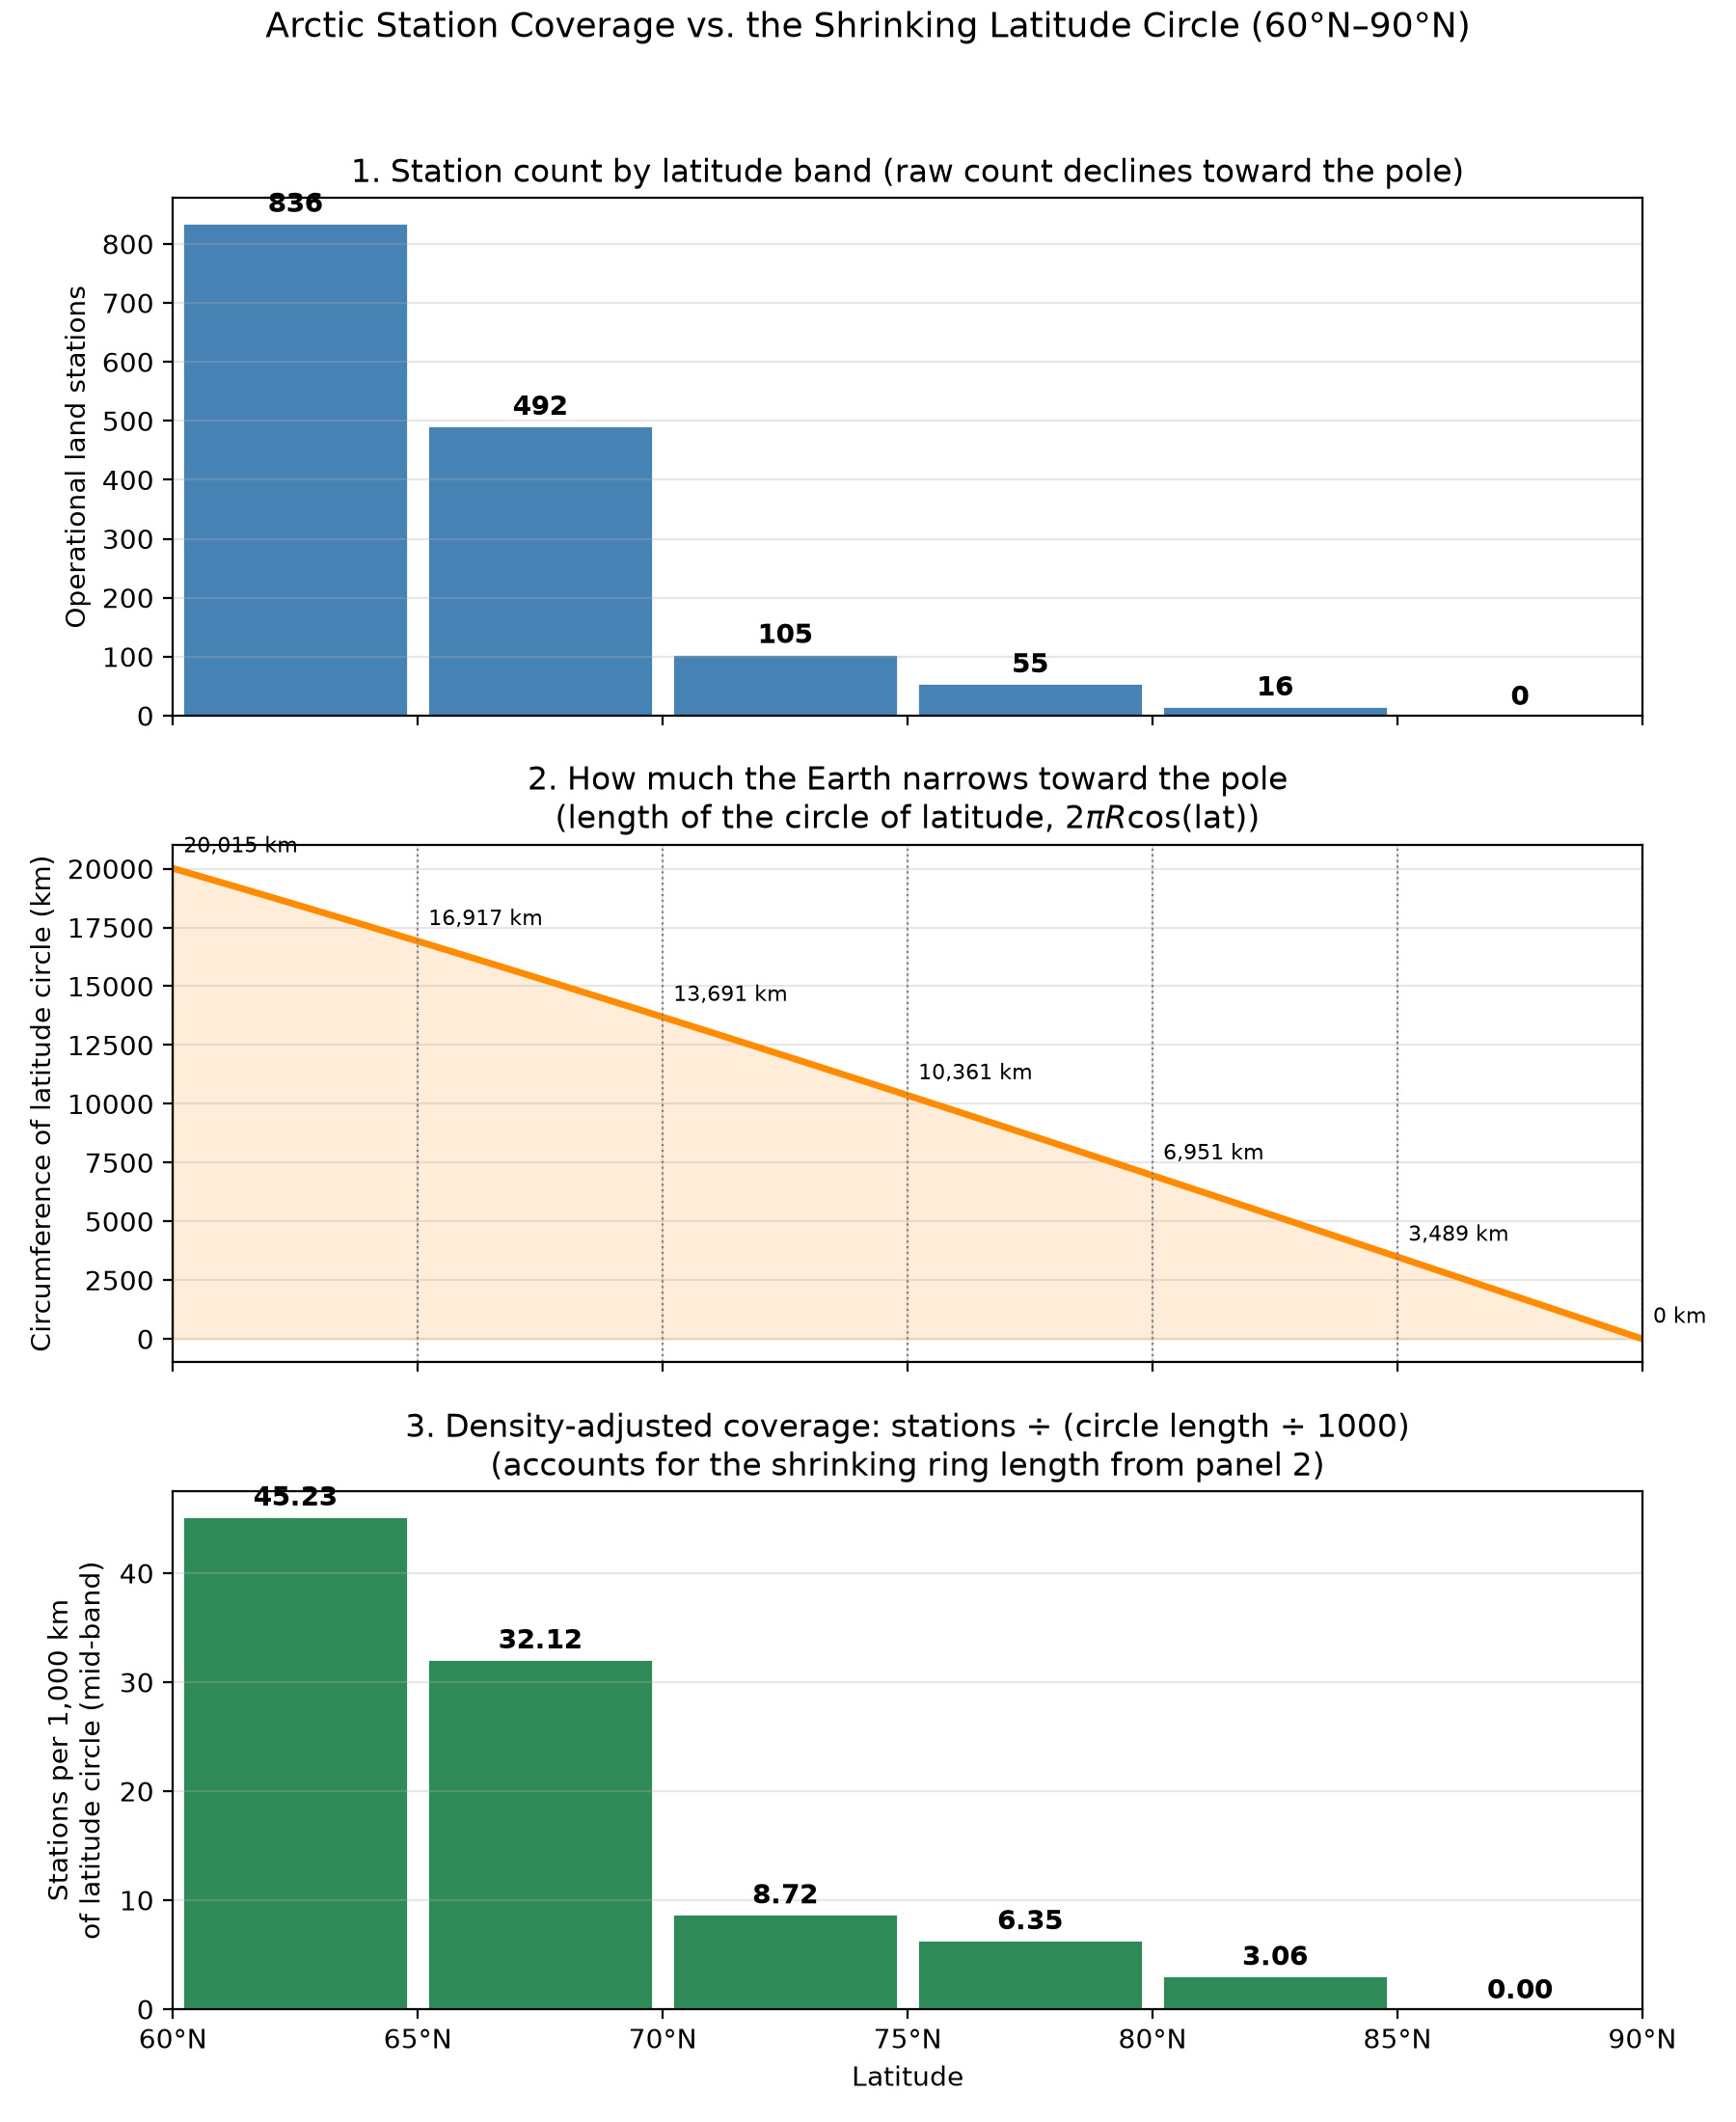 Arctic Station Coverage vs. the Shrinking Latitude Circle (60°N–90°N)
1. Station count by latitude band (raw count declines toward the pole)
Operational land stations
800
700
600
500
400
300
200
100
0
836
492
105
55
16
0
2. How much the Earth narrows toward the pole
(length of the circle of latitude, 2πRcos(lat))
Circumference of latitude circle (km)
20000
17500
15000
12500
10000
7500
5000
2500
0
20,015 km
16,917 km
13,691 km
10,361 km
6,951 km
3,489 km
0 km
3. Density-adjusted coverage: stations ÷ (circle length ÷ 1000)
(accounts for the shrinking ring length from panel 2)
Stations per 1,000 km
of latitude circle (mid-band)
40
30
20
10
0
45.23
32.12
8.72
6.35
3.06
0.00
60°N 65°N 70°N 75°N 80°N 85°N 90°N
Latitude